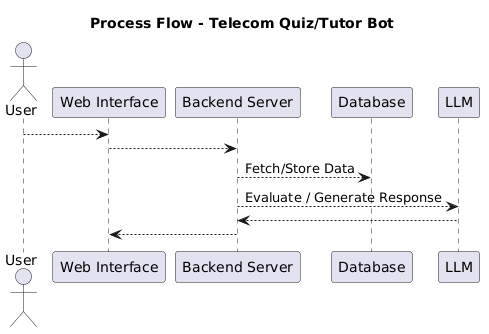 Process Flow - Telecom Quiz/Tutor Bot
User
Web Interface
Backend Server
Database
LLM
Fetch/Store Data
Evaluate / Generate Response
User
Web Interface
Backend Server
Database
LLM